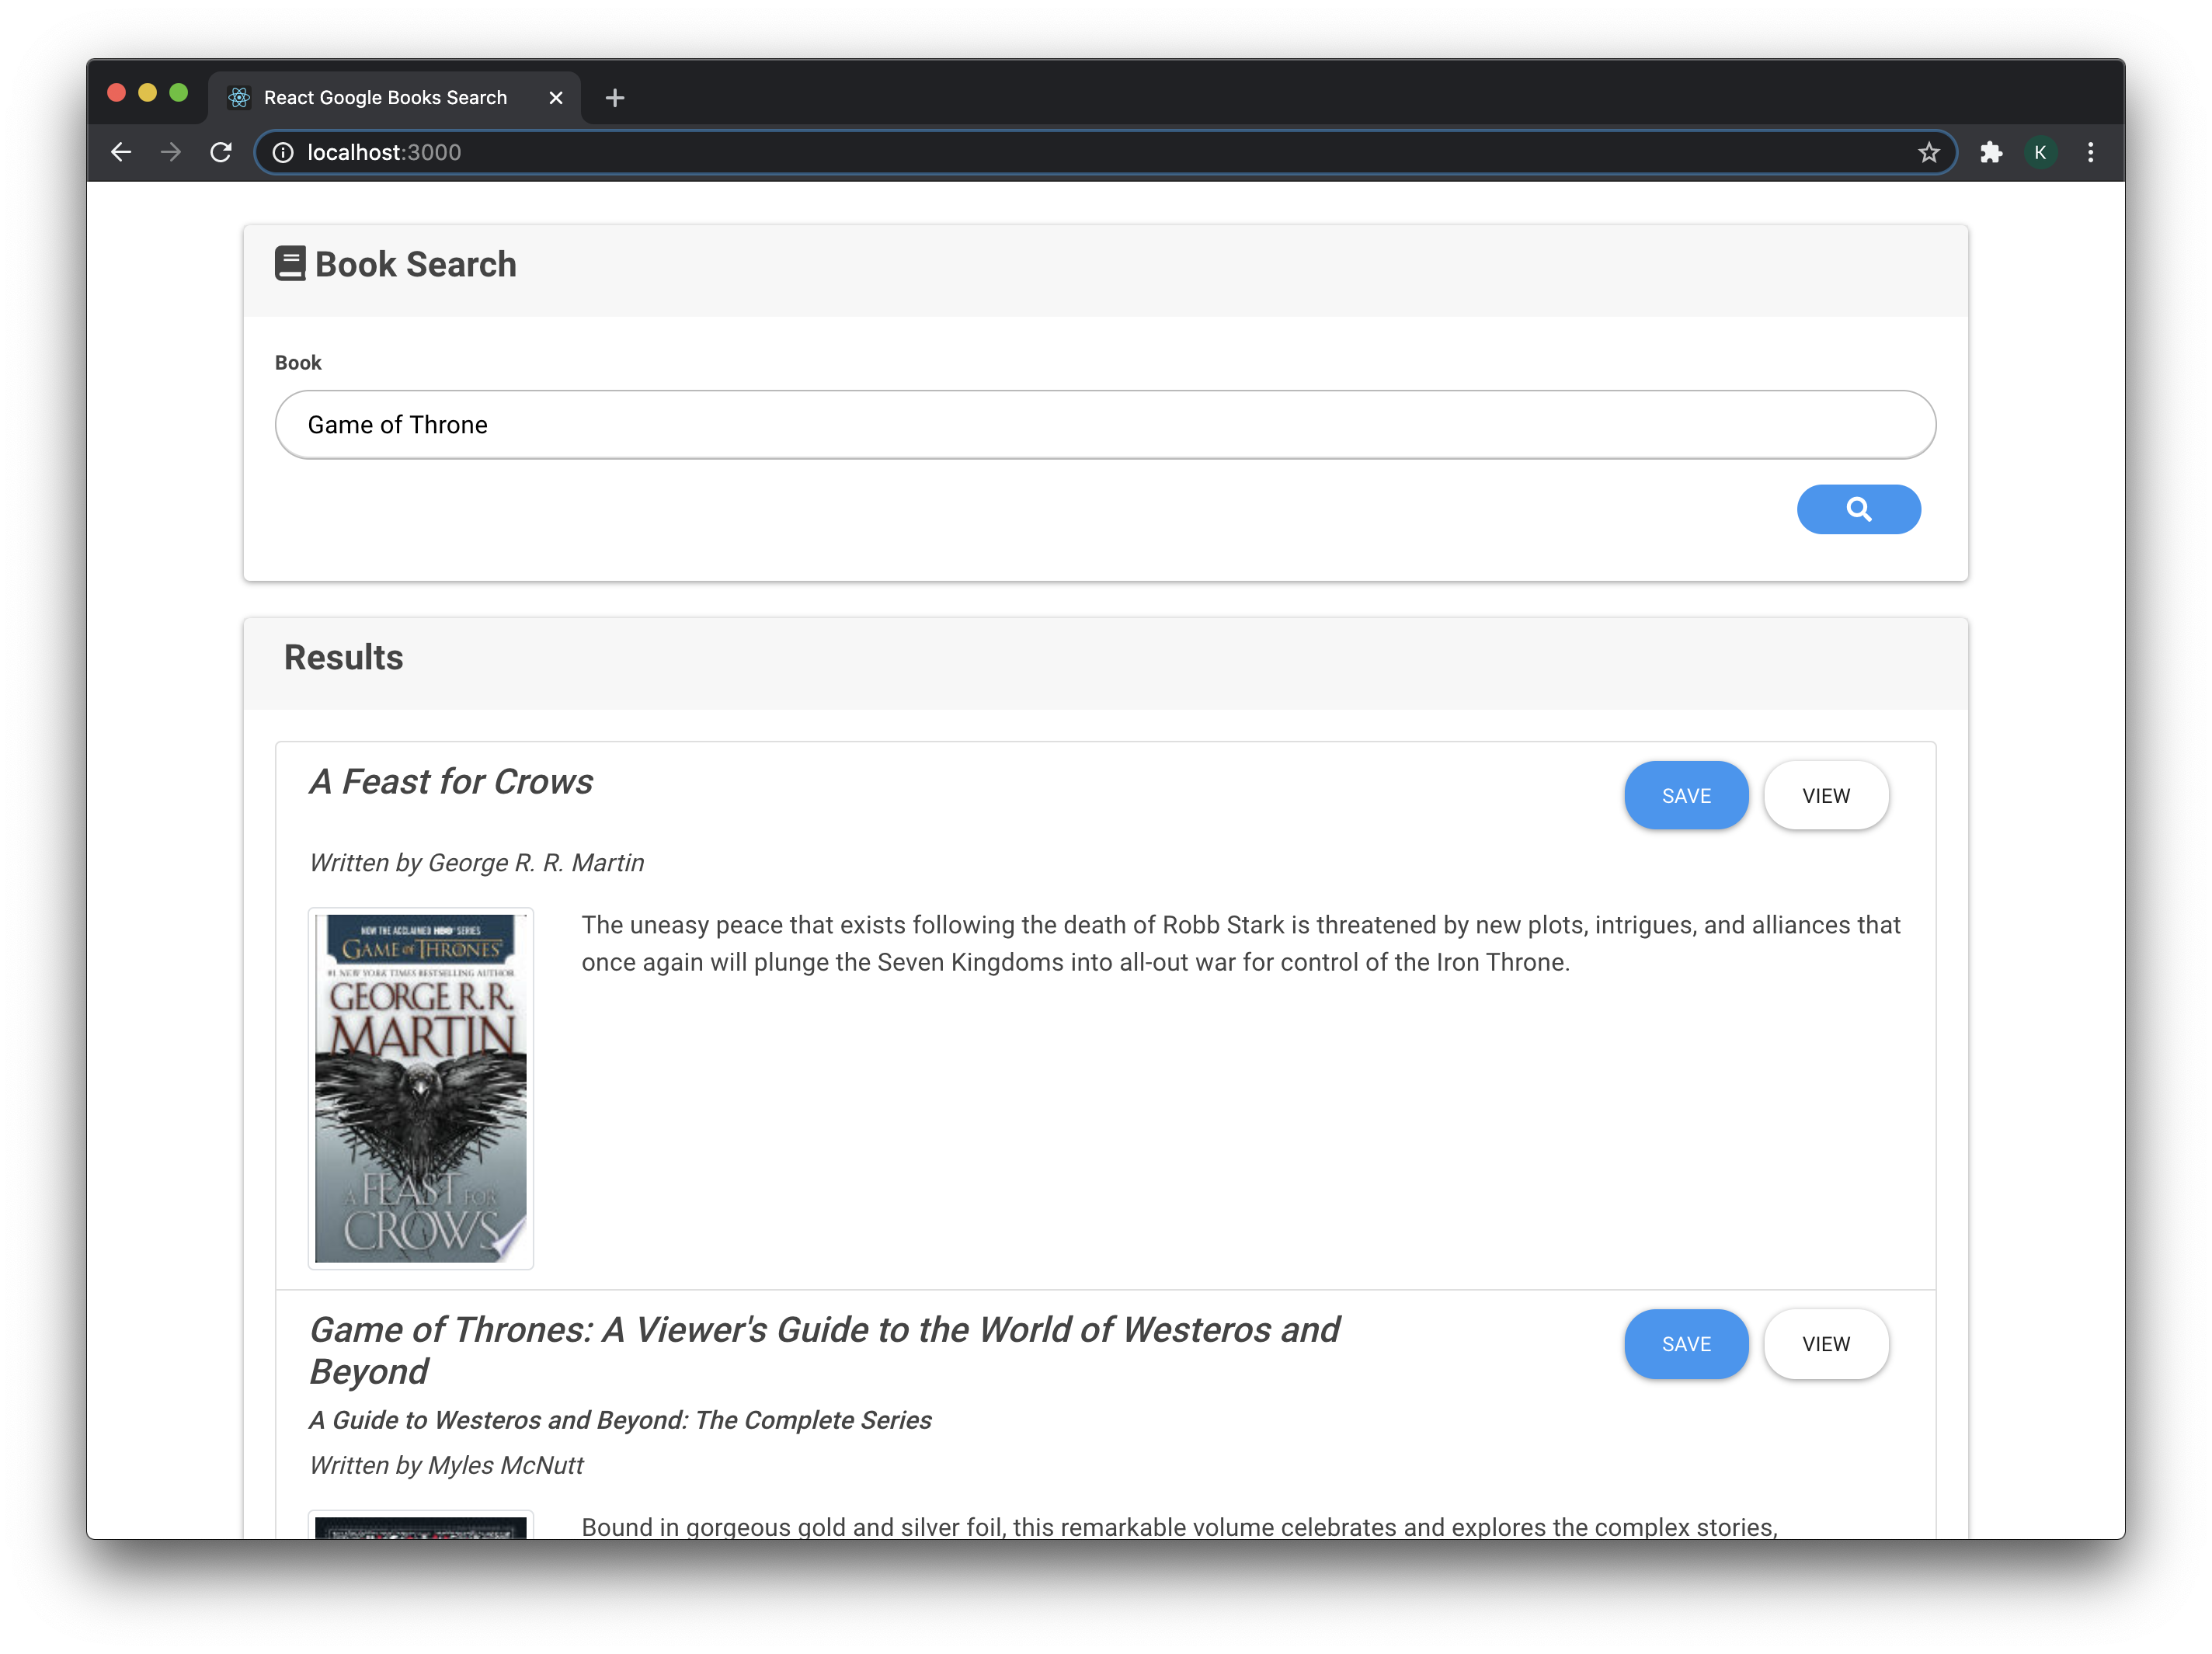 React Google Books Search
localhost:3000
K
Book Search
Book
Game of Throne
Results
A Feast for Crows
SAVE
VIEW
Written by George R. R. Martin
NOW THE ACCLAIMED HBO SERIES
GAME OF THRONES
#1 NEW YORK TIMES BESTSELLING AUTHOR
GEORGE R.R.
MARTIN
A FEAST FOR
CROWS
The uneasy peace that exists following the death of Robb Stark is threatened by new plots, intrigues, and alliances that
once again will plunge the Seven Kingdoms into all-out war for control of the Iron Throne.
Game of Thrones: A Viewer's Guide to the World of Westeros and
Beyond
SAVE
VIEW
A Guide to Westeros and Beyond: The Complete Series
Written by Myles McNutt
Bound in gorgeous gold and silver foil, this remarkable volume celebrates and explores the complex stories,